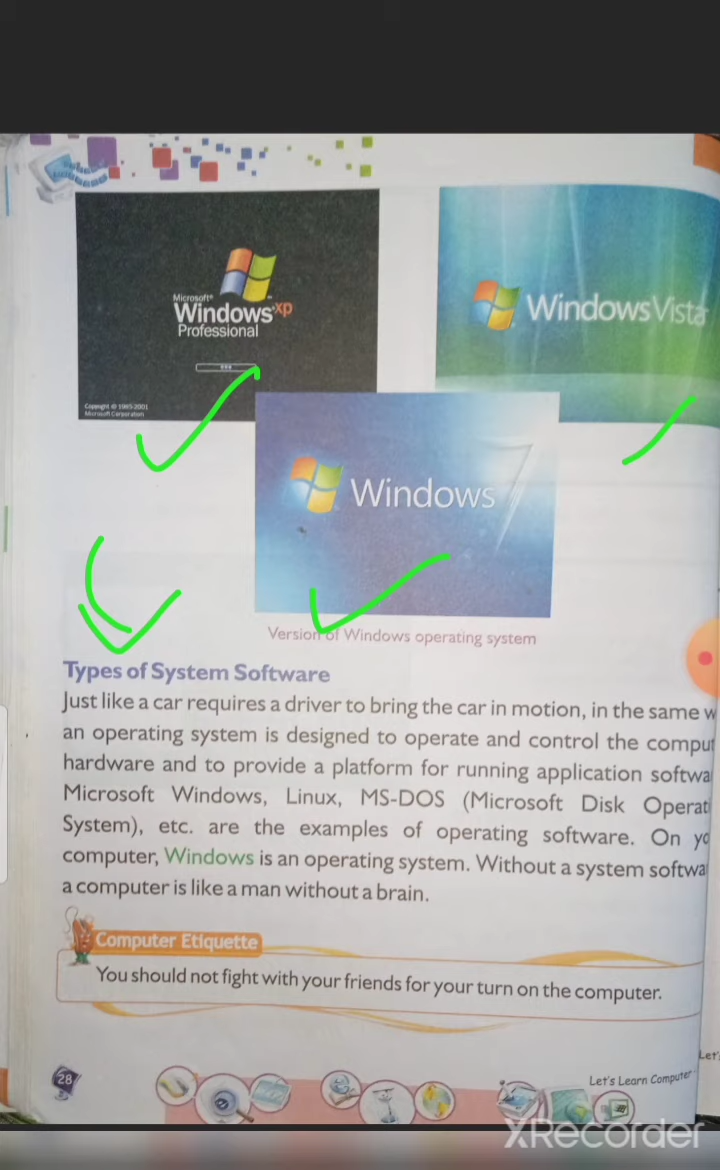 Microsoft®
Windows xp
Professional
Copyright © 1985-2001
Microsoft Corporation
Windows Vista
Windows 7
Version of Windows operating system
Types of System Software
Just like a car requires a driver to bring the car in motion, in the same w
an operating system is designed to operate and control the comput
hardware and to provide a platform for running application softwa
Microsoft Windows, Linux, MS-DOS (Microsoft Disk Operati
System), etc. are the examples of operating software. On yo
computer, Windows is an operating system. Without a system softwa
a computer is like a man without a brain.
Computer Etiquette
You should not fight with your friends for your turn on the computer.
28
Let's Learn Computer
Let'
XRecorder